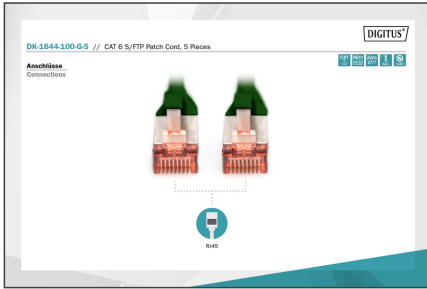 DIGITUS®
DK-1644-100-G-5 // CAT 6 S/FTP Patch Cord, 5 Pieces
Anschlüsse
Connections
RJ45